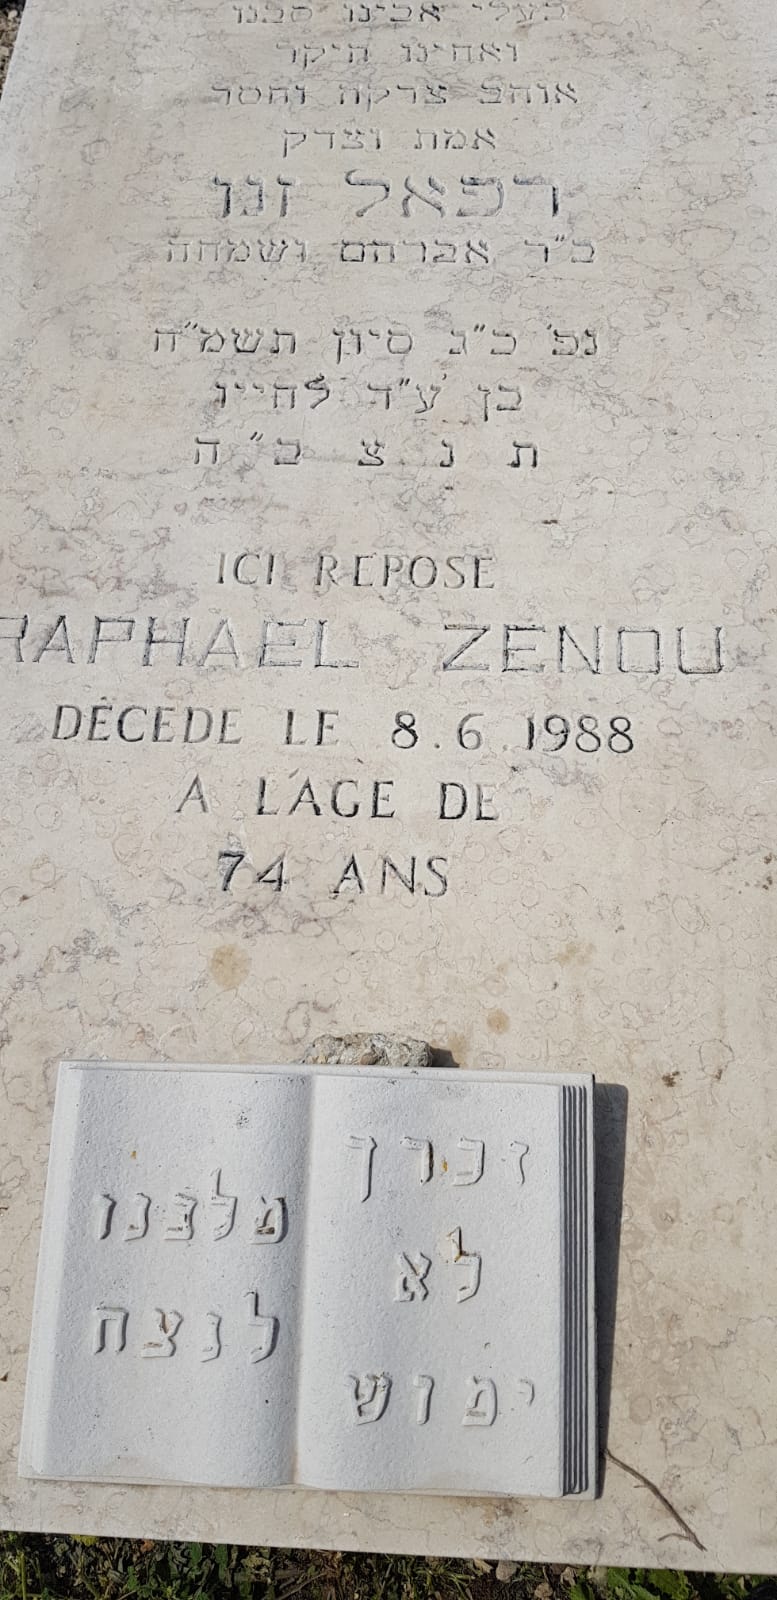 בעלי אבינו סבנו
ואחינו היקר
אוהב צדקה וחסד
אמת וצדק
רפאל זנו
ב"ר אברהם ושמחה
נפ' כ"ג סיון תשמ"ח
בן ע"ד לחייו
ת נ צ ב"ה
ICI REPOSE
RAPHAEL ZENOU
DÉCEDE LE 8.6.1988
A L'AGE DE
74 ANS
זכרך
לא
ימוש
מלבנו
לנצח